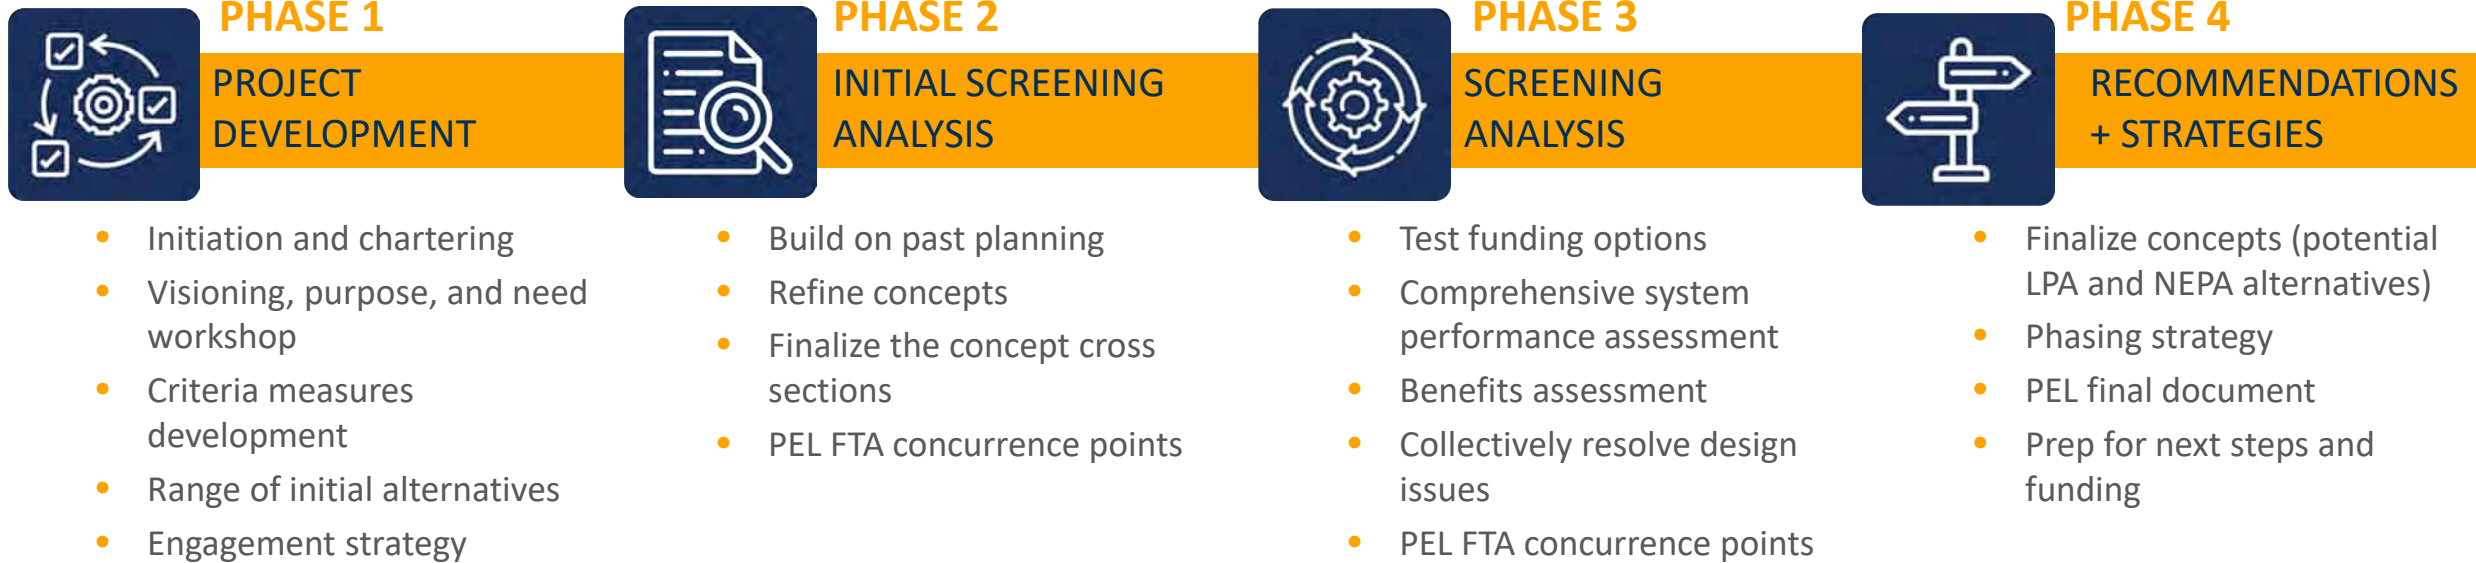 PHASE 1
PROJECT
DEVELOPMENT
• Initiation and chartering
• Visioning, purpose, and need
workshop
• Criteria measures
development
• Range of initial alternatives
• Engagement strategy
PHASE 2
INITIAL SCREENING
ANALYSIS
• Build on past planning
• Refine concepts
• Finalize the concept cross
sections
• PEL FTA concurrence points
PHASE 3
SCREENING
ANALYSIS
• Test funding options
• Comprehensive system
performance assessment
• Benefits assessment
• Collectively resolve design
issues
• PEL FTA concurrence points
PHASE 4
RECOMMENDATIONS
+ STRATEGIES
• Finalize concepts (potential
LPA and NEPA alternatives)
• Phasing strategy
• PEL final document
• Prep for next steps and
funding